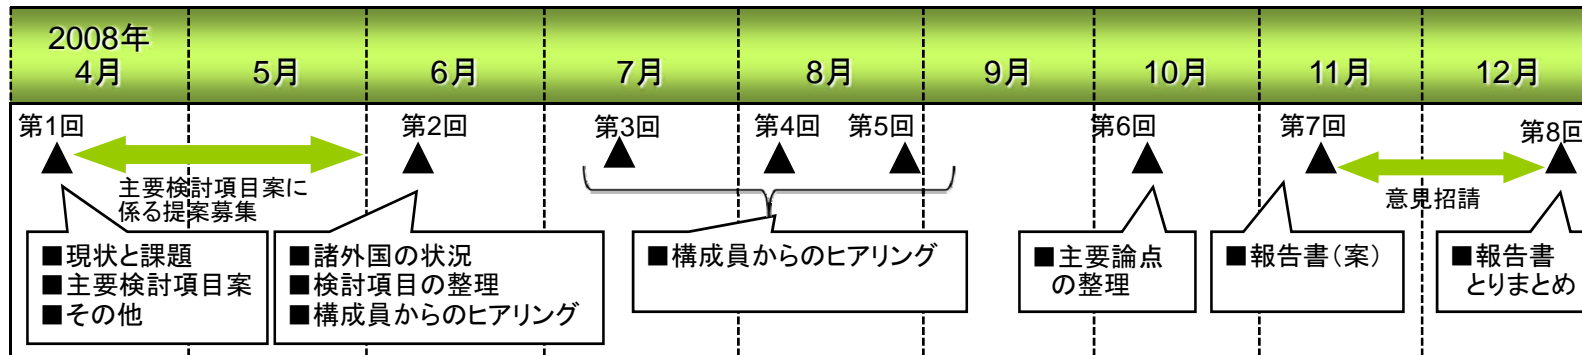 2008年
4月
5月
6月
7月
8月
9月
10月
11月
12月
第1回
第2回
第3回
第4回
第5回
第6回
第7回
第8回
主要検討項目案に
係る提案募集
意見招請
■現状と課題
■主要検討項目案
■その他
■諸外国の状況
■検討項目の整理
■構成員からのヒアリング
■構成員からのヒアリング
■主要論点
の整理
■報告書(案)
■報告書
とりまとめ